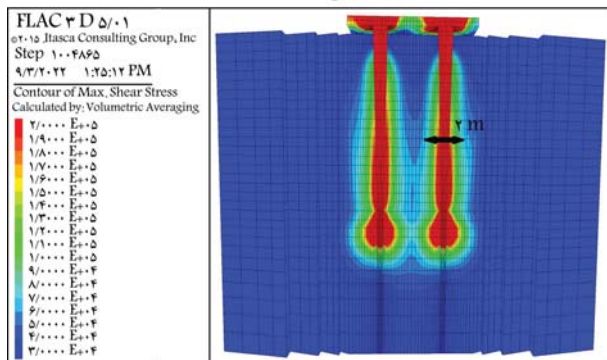 FLAC ۳ D ۵/۰۱
©۲۰۱۵ Itasca Consulting Group, Inc
Step ۱۰۰۴۸۶۵
۹/۳/۲۰۲۲ ۱:۲۵:۱۲ PM
Contour of Max, Shear Stress
Calculated by: Volumetric Averaging
۲/۰۰۰۰ E+۰۵
۱/۹۰۰۰ E+۰۵
۱/۸۰۰۰ E+۰۵
۱/۷۰۰۰ E+۰۵
۱/۶۰۰۰ E+۰۵
۱/۵۰۰۰ E+۰۵
۱/۴۰۰۰ E+۰۵
۱/۳۰۰۰ E+۰۵
۱/۲۰۰۰ E+۰۵
۱/۱۰۰۰ E+۰۵
۱/۰۰۰۰ E+۰۵
۹/۰۰۰۰ E+۰۴
۸/۰۰۰۰ E+۰۴
۷/۰۰۰۰ E+۰۴
۶/۰۰۰۰ E+۰۴
۵/۰۰۰۰ E+۰۴
۴/۰۰۰۰ E+۰۴
۳/۰۰۰۰ E+۰۴
۲ m